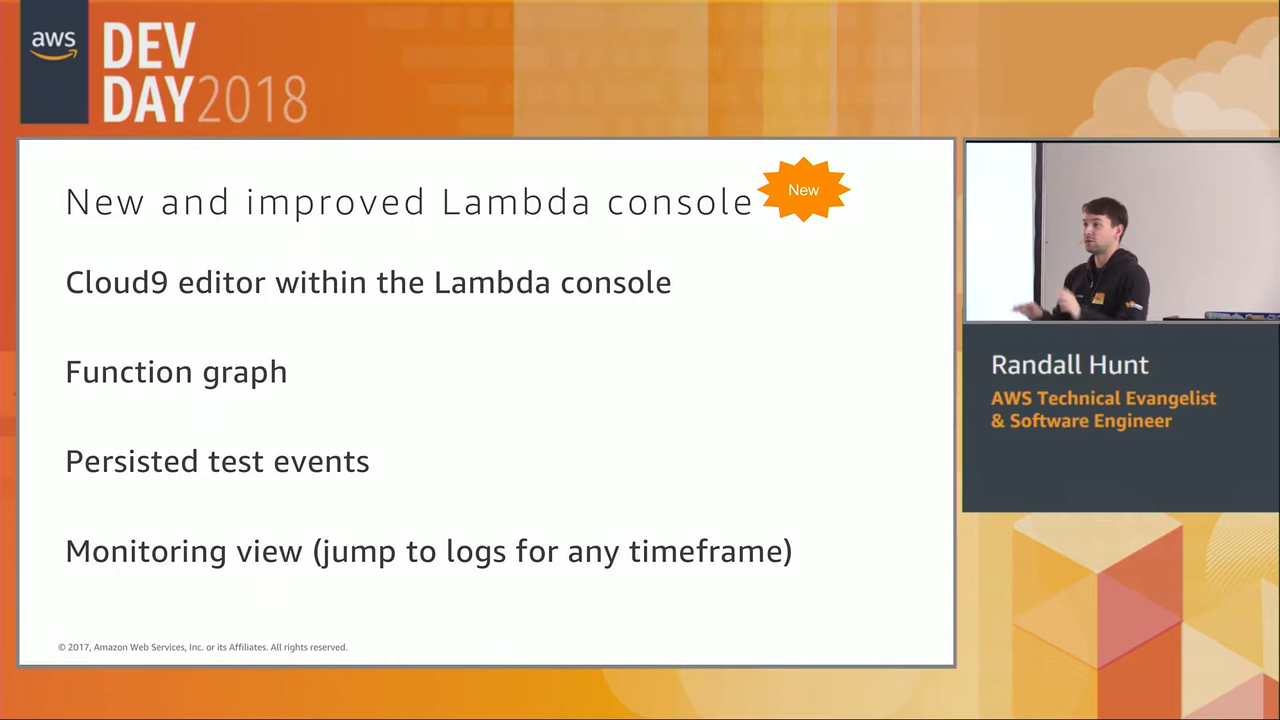 aws
DEV
DAY2018
New and improved Lambda console
New
Cloud9 editor within the Lambda console
Function graph
Persisted test events
Monitoring view (jump to logs for any timeframe)
© 2017, Amazon Web Services, Inc. or its Affiliates. All rights reserved.
Randall Hunt
AWS Technical Evangelist
& Software Engineer